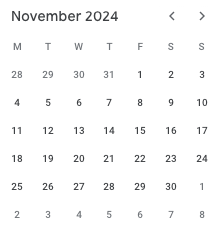 November 2024
M T W T F S S
28 29 30 31 1 2 3
4 5 6 7 8 9 10
11 12 13 14 15 16 17
18 19 20 21 22 23 24
25 26 27 28 29 30 1
2 3 4 5 6 7 8